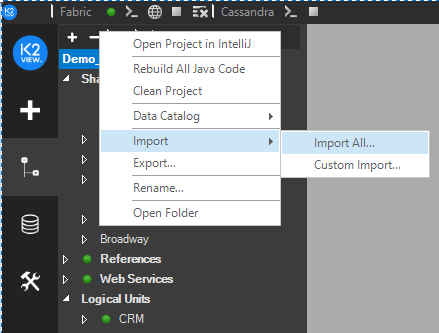 K2 Fabric Cassandra
K2
VIEW.
Demo_
Sha
Open Project in IntelliJ
Rebuild All Java Code
Clean Project
Data Catalog
Import
Export...
Rename...
Open Folder
Import All...
Custom Import...
Broadway
References
Web Services
Logical Units
CRM